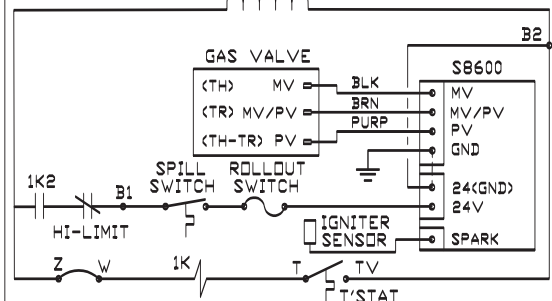 B2
GAS VALVE
S8600
(TH) MV BLK MV
(TR) MV/PV BRN MV/PV
(TH-TR) PV PURP PV
GND
SPILL SWITCH
ROLLOUT SWITCH
1K2
B1
24(GND)
24V
HI-LIMIT
IGNITER
SENSOR
SPARK
Z W 1K T TV
T'STAT